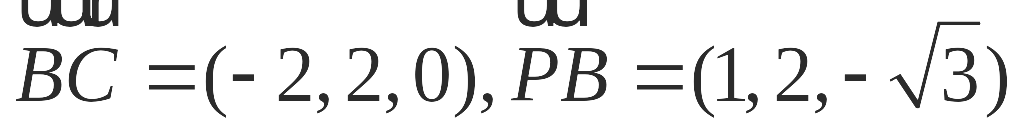 BC = (- 2, 2, 0), PB = (1, 2, - √3)